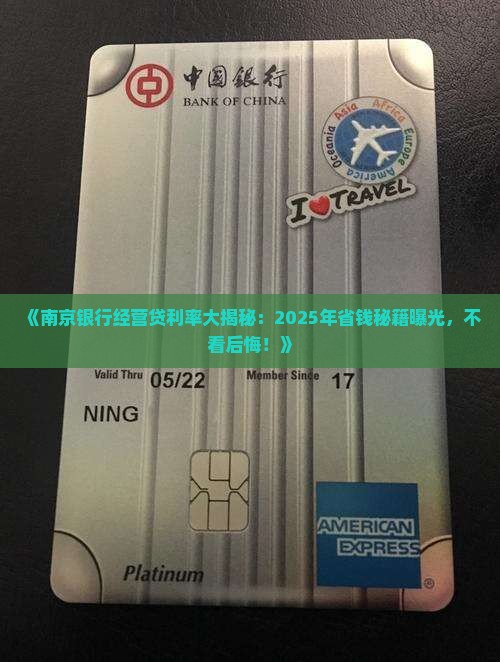 中国銀行
BANK OF CHINA
Oceania Asia Africa Europe America
I TRAVEL
《南京银行经营贷利率大揭秘：2025年省钱秘籍曝光，不
看后悔！》
Valid Thru 05/22 Member Since 17
NING
AMERICAN
EXPRESS
®
Platinum